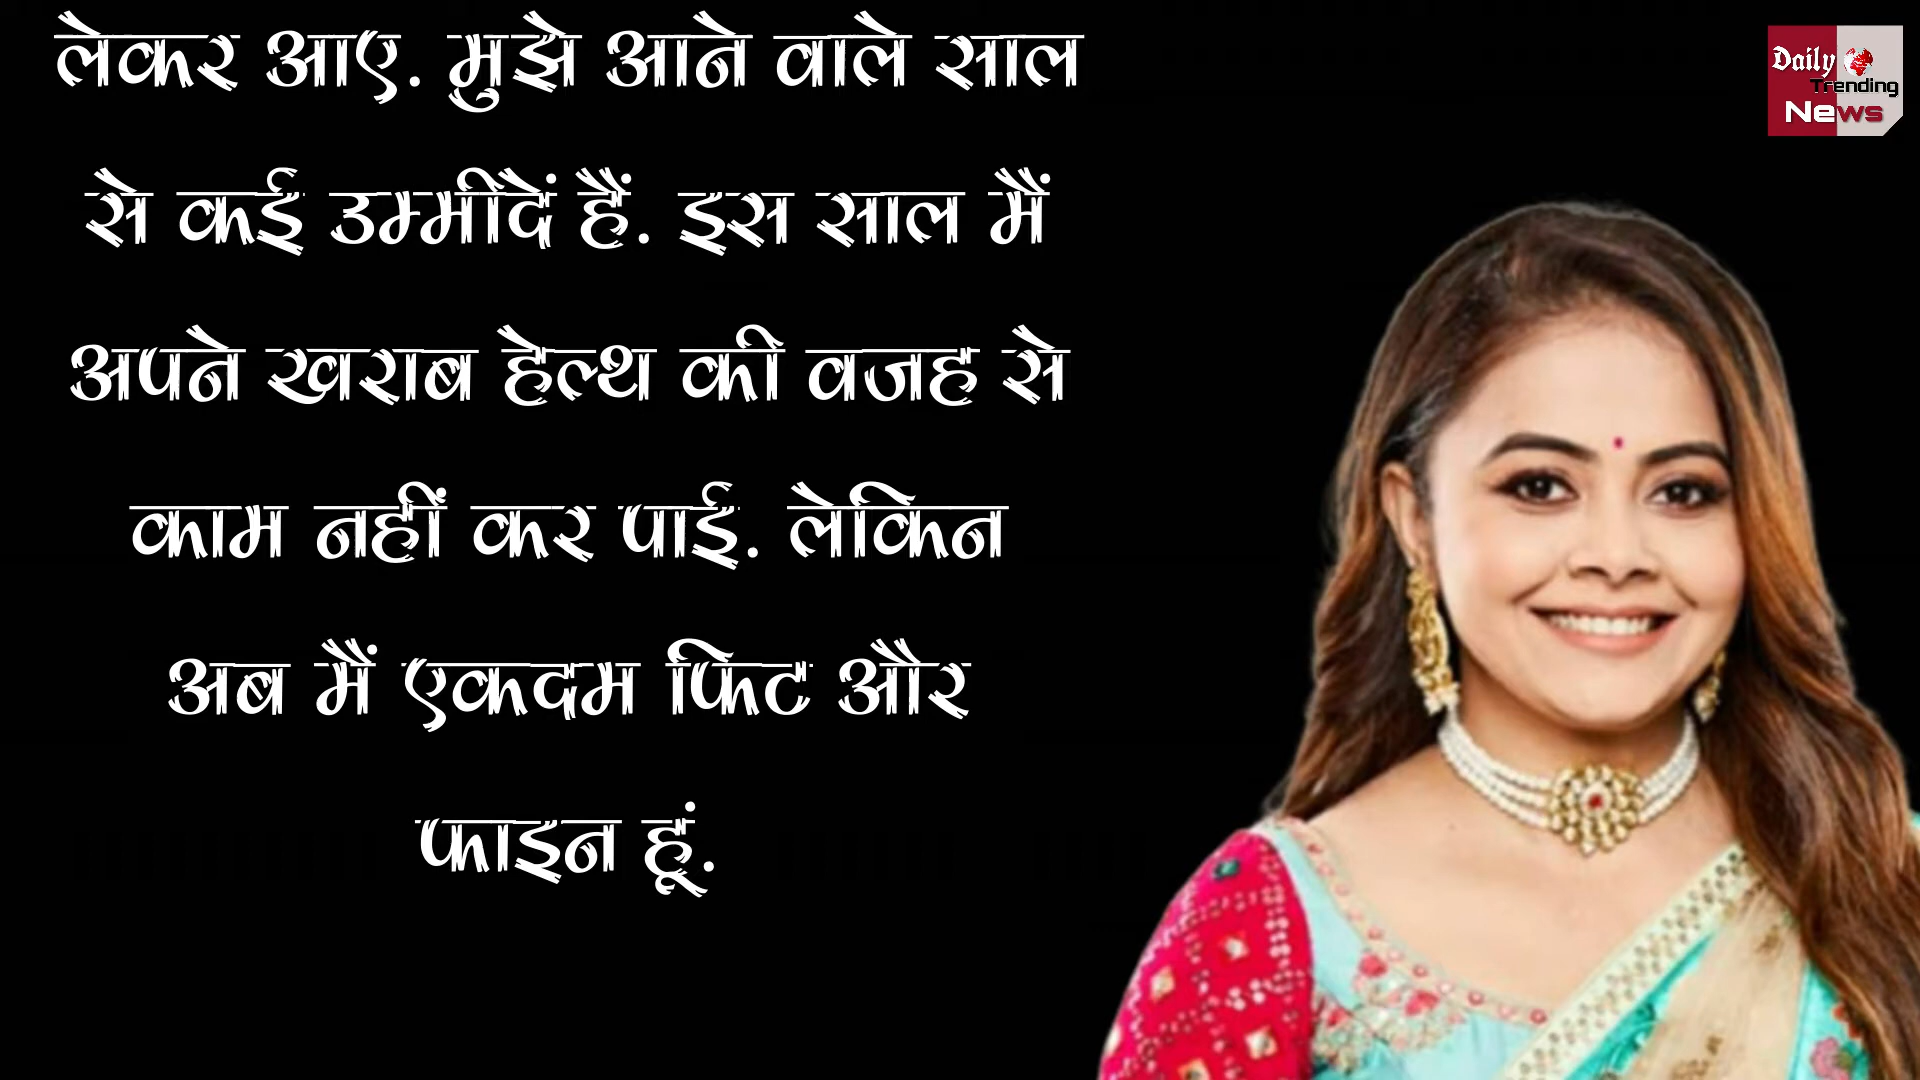 लेकर आए. मुझे आने वाले साल
से कई उम्मीदें हैं. इस साल मैं
अपने खराब हेल्थ की वजह से
काम नहीं कर पाई. लेकिन
अब मैं एकदम फिट और
फाइन हूं.
Daily
Trending
News